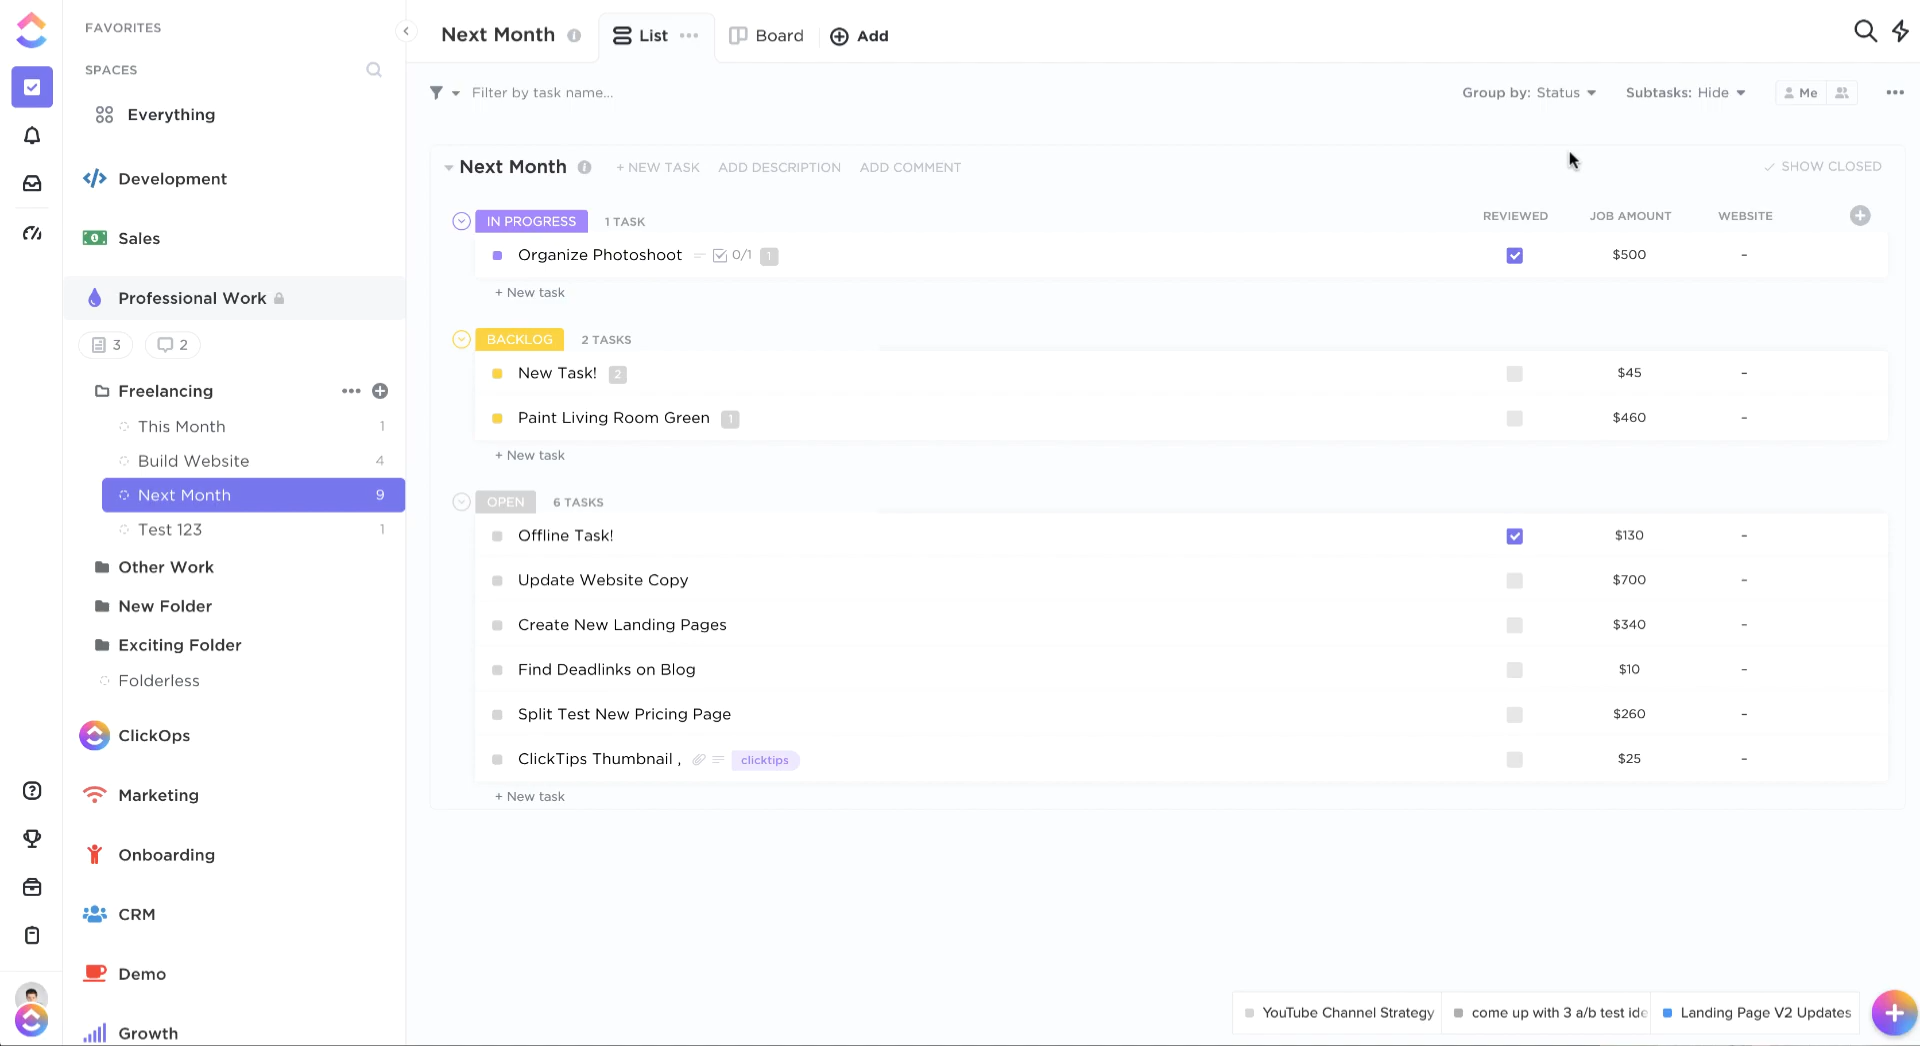 FAVORITES
SPACES
Everything
Development
Sales
Professional Work
3 2
Freelancing
This Month 1
Build Website 4
Next Month 9
Test 123 1
Other Work
New Folder
Exciting Folder
Folderless
ClickOps
Marketing
Onboarding
CRM
Demo
Growth
Next Month List Board Add
Filter by task name... Group by: Status Subtasks: Hide Me
Next Month + NEW TASK ADD DESCRIPTION ADD COMMENT SHOW CLOSED
IN PROGRESS 1 TASK REVIEWED JOB AMOUNT WEBSITE
Organize Photoshoot 0/1 1 $500 –
+ New task
BACKLOG 2 TASKS
New Task! 2 $45 –
Paint Living Room Green 1 $460 –
+ New task
OPEN 6 TASKS
Offline Task! $130 –
Update Website Copy $700 –
Create New Landing Pages $340 –
Find Deadlinks on Blog $10 –
Split Test New Pricing Page $260 –
ClickTips Thumbnail , clicktips $25 –
+ New task
YouTube Channel Strategy come up with 3 a/b test ide Landing Page V2 Updates